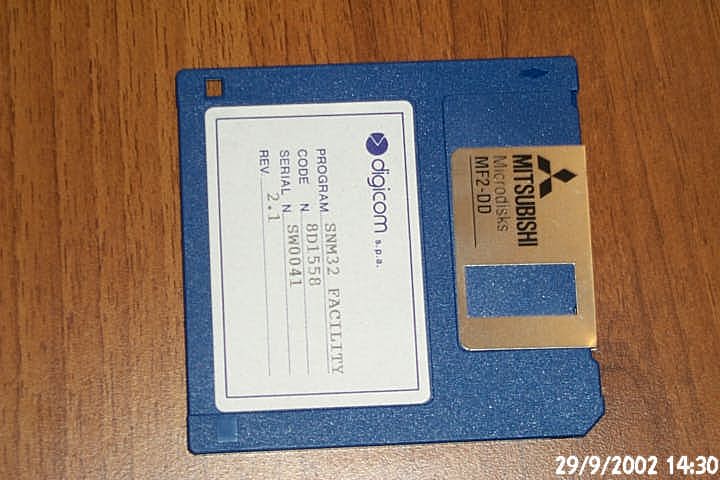 digicom s.p.a.
PROGRAM SNM32 FACILITY
CODE N. 8D1558
SERIAL N. SW0041
REV. 2.1
MITSUBISHI
Microdisks
MF2-DD
29/9/2002 14:30